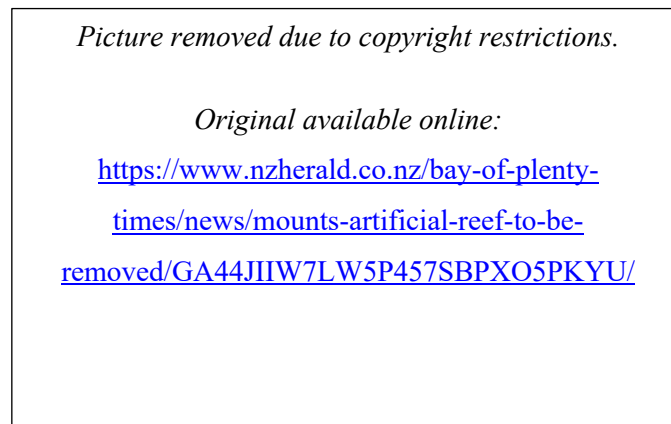 Picture removed due to copyright restrictions.
Original available online:
https://www.nzherald.co.nz/bay-of-plenty-
times/news/mounts-artificial-reef-to-be-
removed/GA44JIIW7LW5P457SBPXO5PKYU/